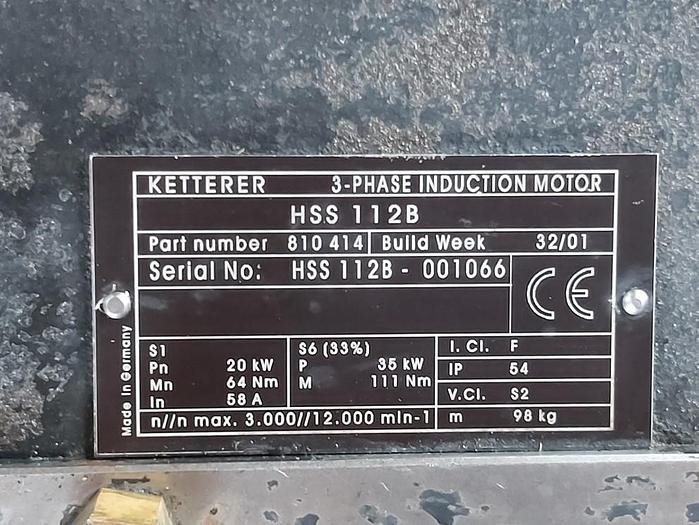 KETTERER 3-PHASE INDUCTION MOTOR
HSS 112B
Part number 810 414 Build Week 32/01
Serial No: HSS 112B - 001066
CE
Made in Germany
S1
Pn 20 kW
Mn 64 Nm
In 58 A
S6 (33%)
P 35 kW
M 111 Nm
I. Cl. F
IP 54
V.Cl. S2
n//n max. 3.000//12.000 min-1
m 98 kg